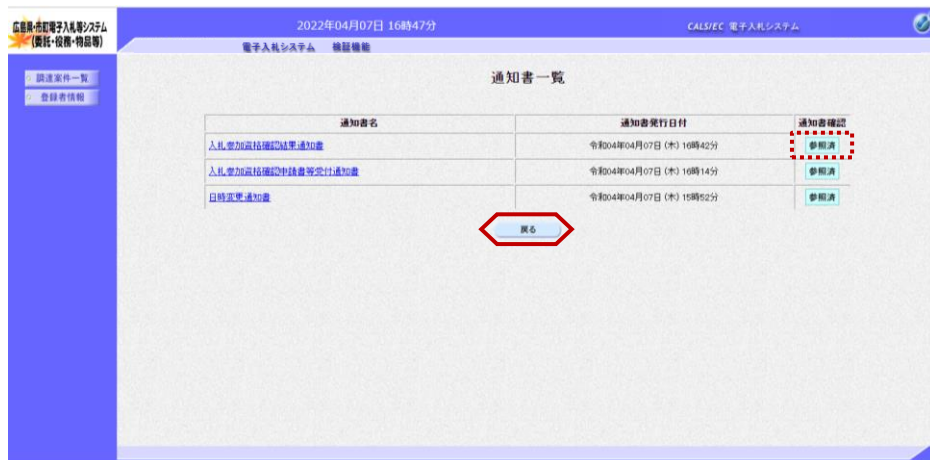 広島県・市町電子入札等システム
(委託・役務・物品等)
2022年04月07日 16時47分
CALS/EC 電子入札システム
電子入札システム 検証機能
調達案件一覧
登録者情報
通知書一覧
通知書名 通知書発行日付 通知書確認
入札参加資格確認結果通知書 令和04年04月07日 (木) 16時42分 参照済
入札参加資格確認申請書等受付通知書 令和04年04月07日 (木) 16時14分 参照済
日時変更通知書 令和04年04月07日 (木) 15時52分 参照済
戻る